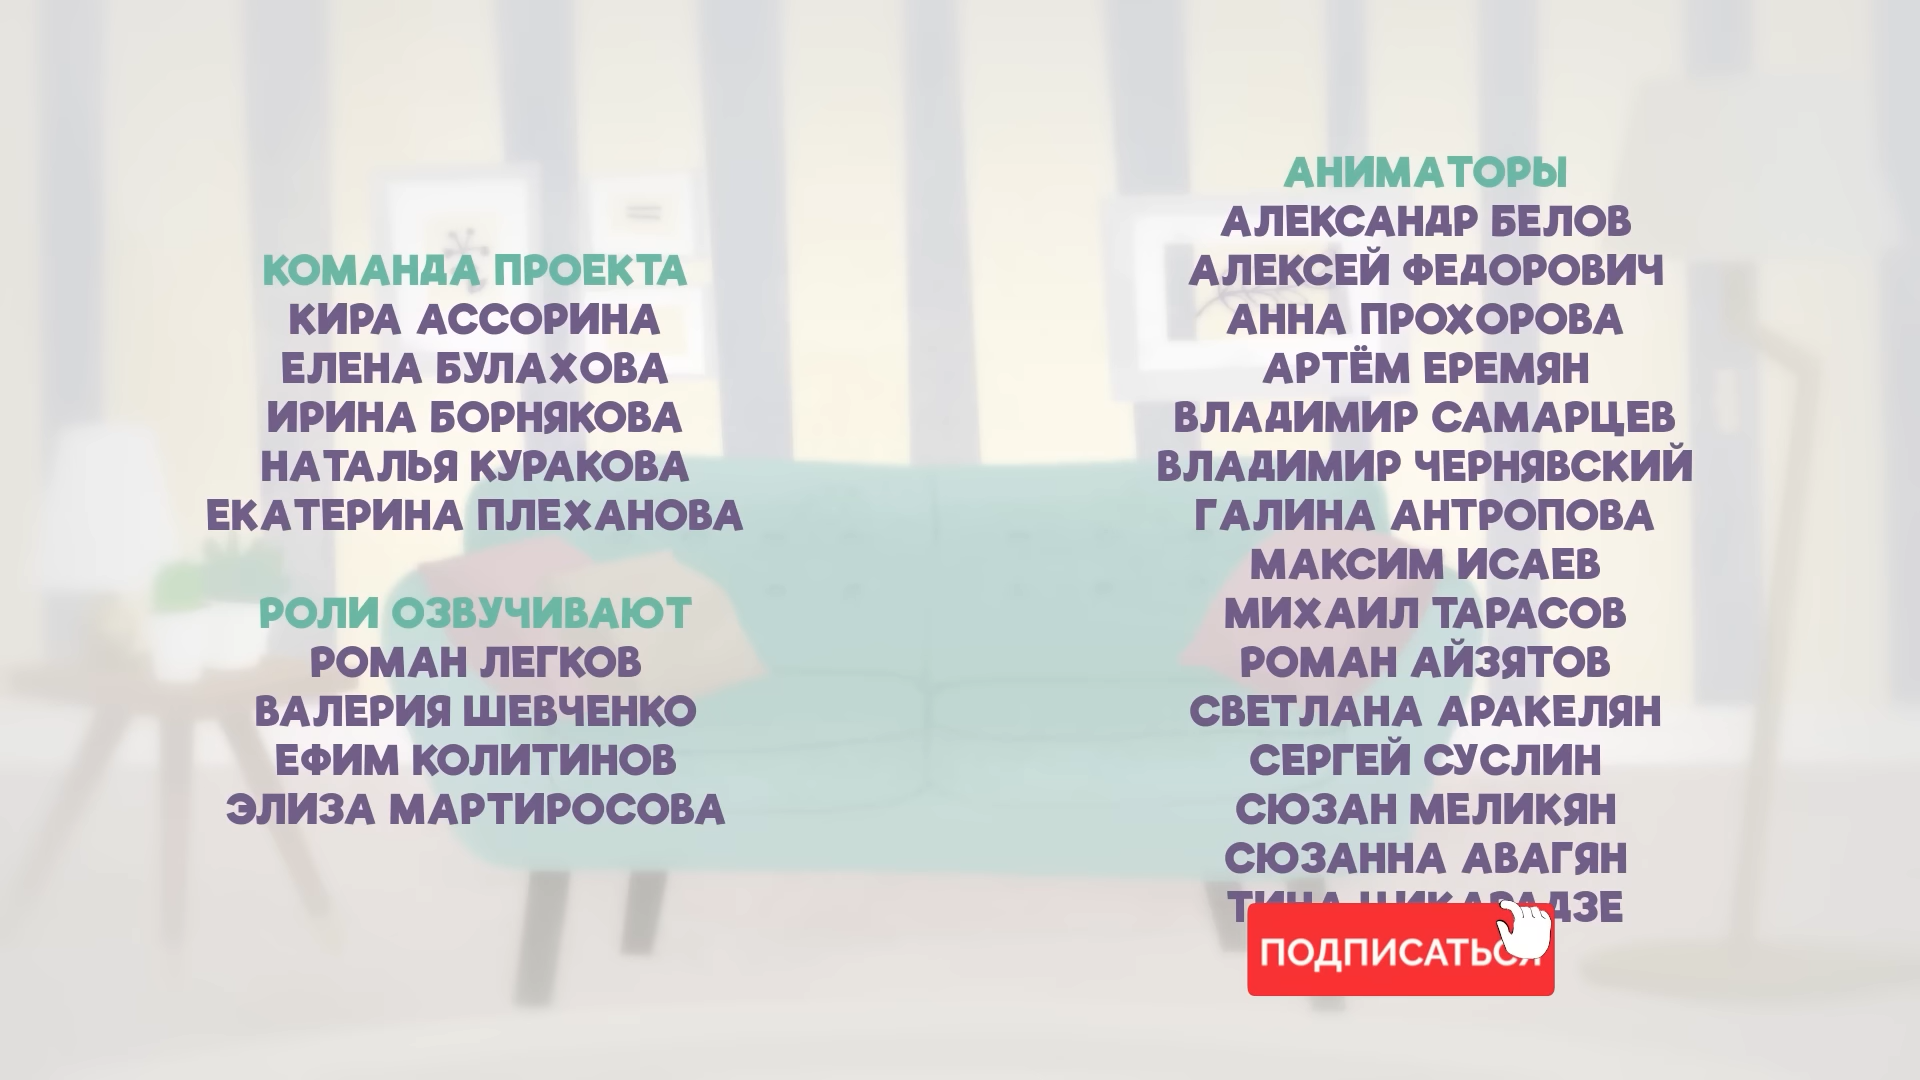 КОМАНДА ПРОЕКТА
КИРА АССОРИНА
ЕЛЕНА БУЛАХОВА
ИРИНА БОРНЯКОВА
НАТАЛЬЯ КУРАКОВА
ЕКАТЕРИНА ПЛЕХАНОВА
РОЛИ ОЗВУЧИВАЮТ
РОМАН ЛЕГКОВ
ВАЛЕРИЯ ШЕВЧЕНКО
ЕФИМ КОЛИТИНОВ
ЭЛИЗА МАРТИРОСОВА
АНИМАТОРЫ
АЛЕКСАНДР БЕЛОВ
АЛЕКСЕЙ ФЕДОРОВИЧ
АННА ПРОХОРОВА
АРТЁМ ЕРЕМЯН
ВЛАДИМИР САМАРЦЕВ
ВЛАДИМИР ЧЕРНЯВСКИЙ
ГАЛИНА АНТРОПОВА
МАКСИМ ИСАЕВ
МИХАИЛ ТАРАСОВ
РОМАН АЙЗЯТОВ
СВЕТЛАНА АРАКЕЛЯН
СЕРГЕЙ СУСЛИН
СЮЗАН МЕЛИКЯН
СЮЗАННА АВАГЯН
ПОДПИСАТЬСЯ